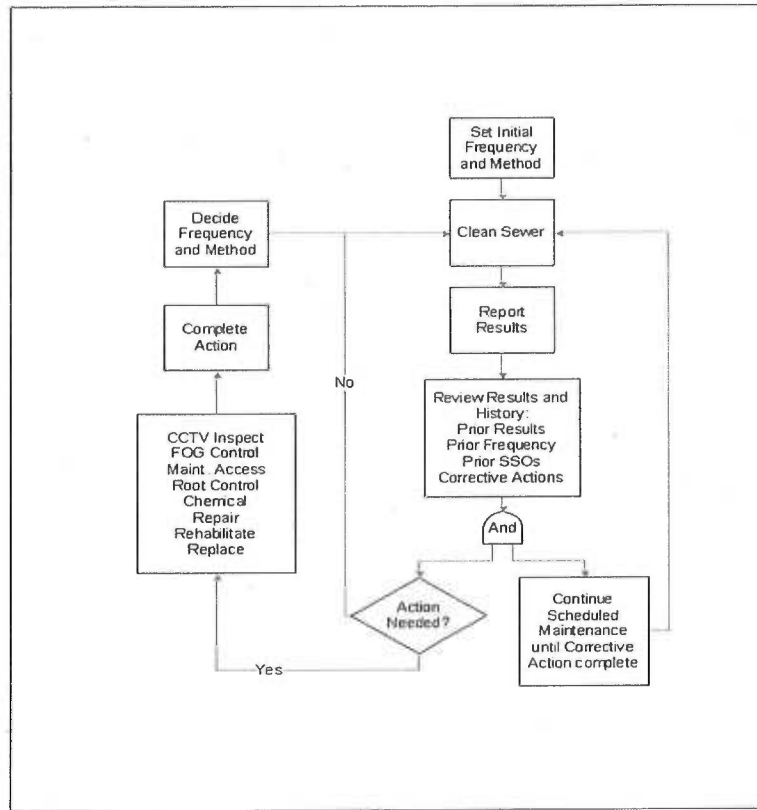 Set Initial
Frequency
and Method
Decide
Frequency
and Method
Clean Sewer
Complete
Action
Report
Results
No
Review Results and
History:
Prior Results
Prior Frequency
Prior SSOs
Corrective Actions
CCTV Inspect
FOG Control
Maint. Access
Root Control
Chemical
Repair
Rehabilitate
Replace
And
Action
Needed?
Continue
Scheduled
Maintenance
until Corrective
Action complete
Yes